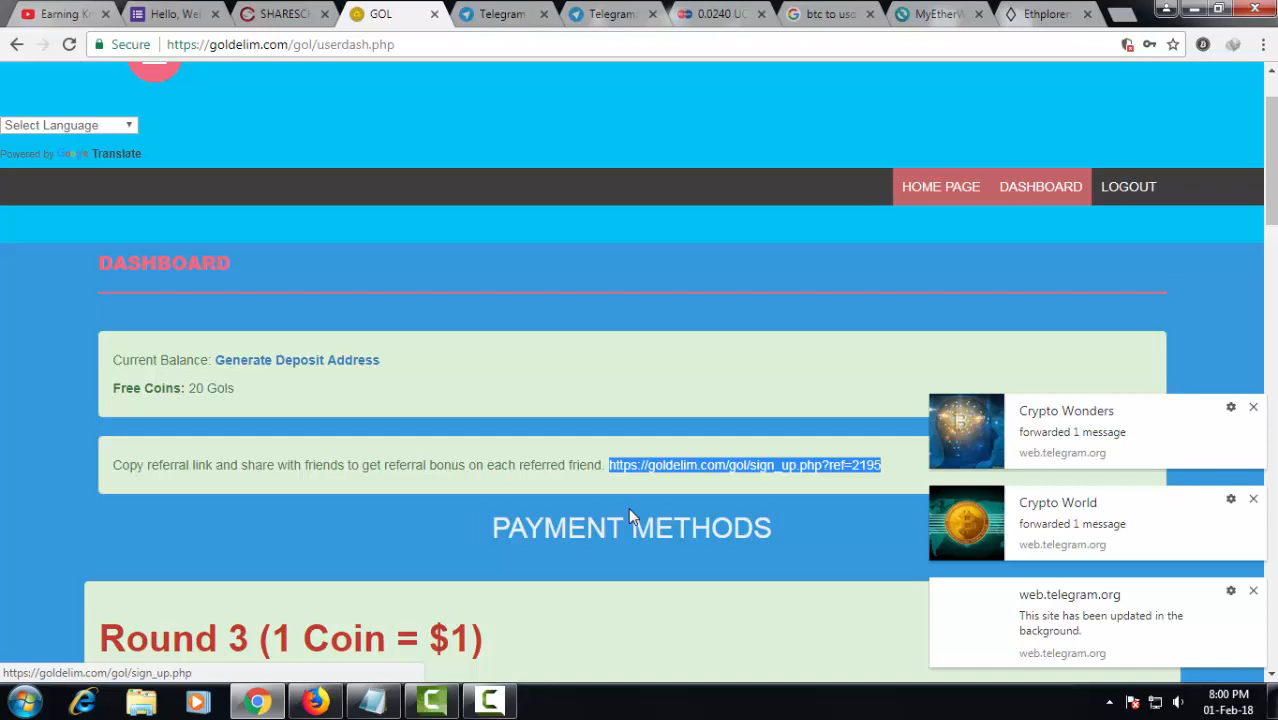 Earning Kn
Hello, Wel
SHARESCH
GOL
Telegram
Telegram
0.0240 UC
btc to usd
MyEtherW
Ethplorer
Secure
https://goldelim.com/gol/userdash.php
Select Language
Powered by Google Translate
HOME PAGE
DASHBOARD
LOGOUT
DASHBOARD
Current Balance: Generate Deposit Address
Free Coins: 20 Gols
Copy referral link and share with friends to get referral bonus on each referred friend. https://goldelim.com/gol/sign_up.php?ref=2195
PAYMENT METHODS
Round 3 (1 Coin = $1)
Crypto Wonders
forwarded 1 message
web.telegram.org
Crypto World
forwarded 1 message
web.telegram.org
web.telegram.org
This site has been updated in the
background.
web.telegram.org
https://goldelim.com/gol/sign_up.php
8:00 PM
01-Feb-18